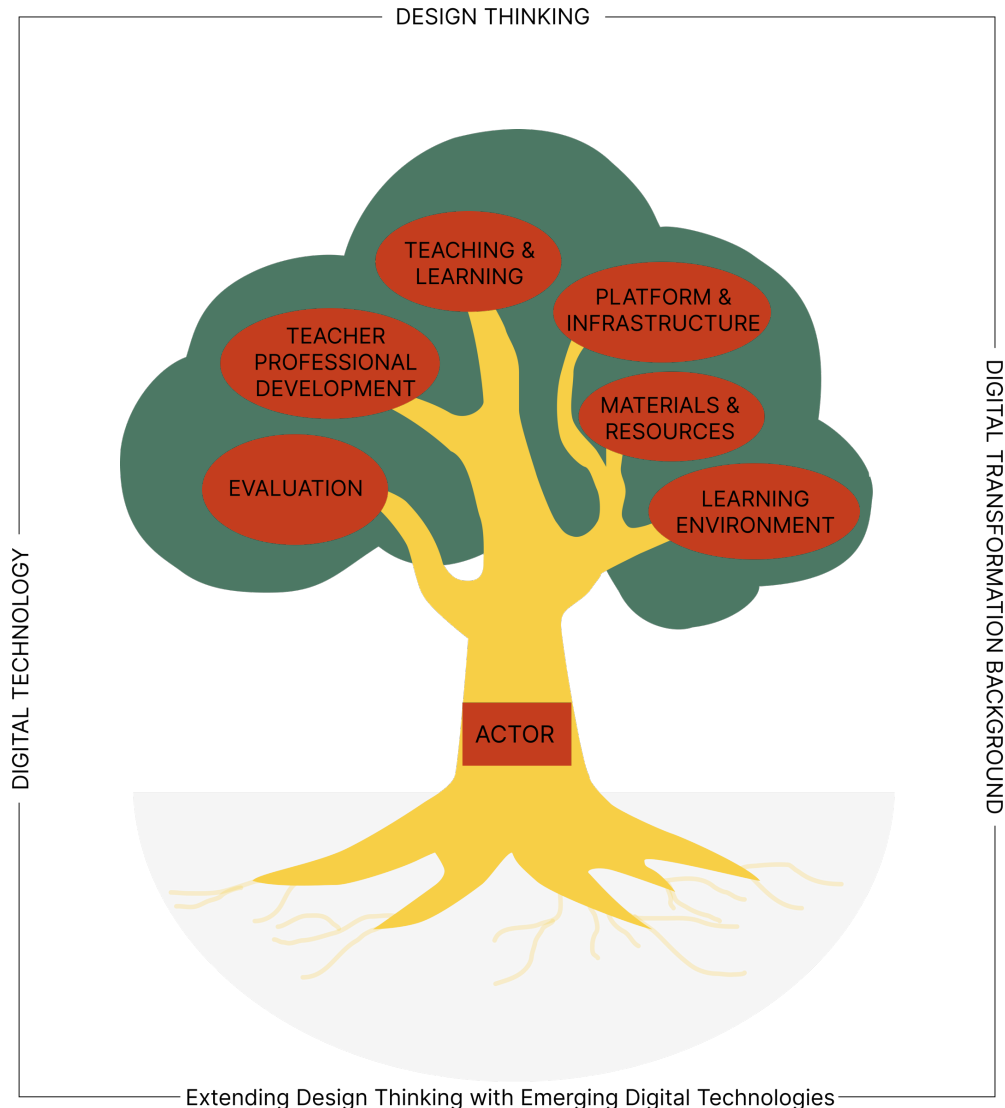 DESIGN THINKING
TEACHING &
LEARNING
PLATFORM &
INFRASTRUCTURE
TEACHER
PROFESSIONAL
DEVELOPMENT
MATERIALS &
RESOURCES
EVALUATION
LEARNING
ENVIRONMENT
DIGITAL TECHNOLOGY
DIGITAL TRANSFORMATION BACKGROUND
ACTOR
Extending Design Thinking with Emerging Digital Technologies